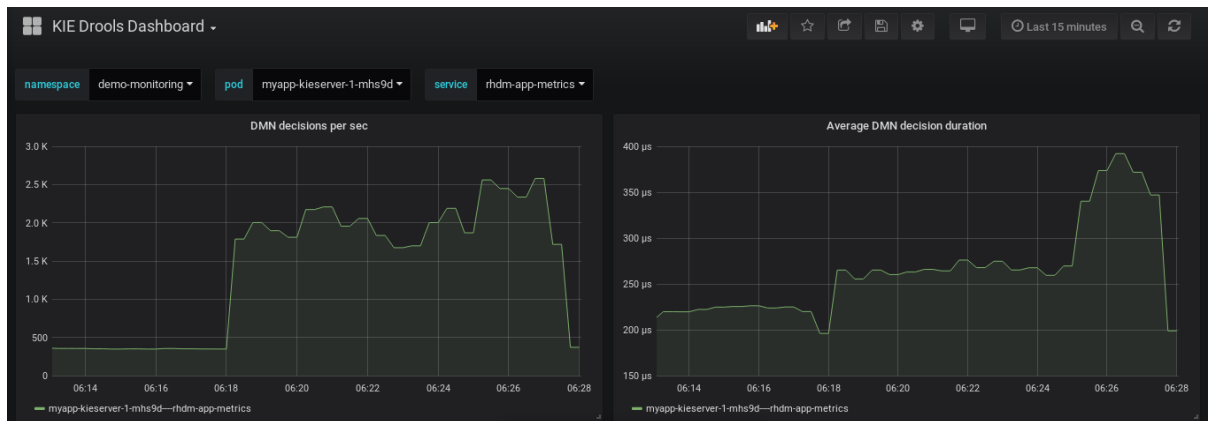 KIE Drools Dashboard
Last 15 minutes
namespace demo-monitoring pod myapp-kieserver-1-mhs9d service rhdm-app-metrics
DMN decisions per sec
3.0 K
2.5 K
2.0 K
1.5 K
1.0 K
500
0
06:14 06:16 06:18 06:20 06:22 06:24 06:26 06:28
myapp-kieserver-1-mhs9d—rhdm-app-metrics
Average DMN decision duration
400 µs
350 µs
300 µs
250 µs
200 µs
150 µs
06:14 06:16 06:18 06:20 06:22 06:24 06:26 06:28
myapp-kieserver-1-mhs9d—rhdm-app-metrics